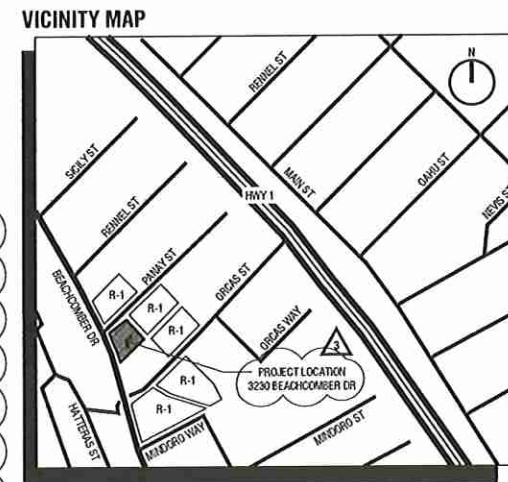 VICINITY MAP
N
RENNEL ST
SICILY ST
MAIN ST
OAHU ST
HWY 1
NEVIS ST
RENNEL ST
PANAY ST
ORCAS ST
BEACHCOMBER DR
R-1
R-1
R-1
ORCAS WAY
3
PROJECT LOCATION
3230 BEACHCOMBER DR
R-1
R-1
HATTERAS ST
MINDORO WAY
MINDORO ST